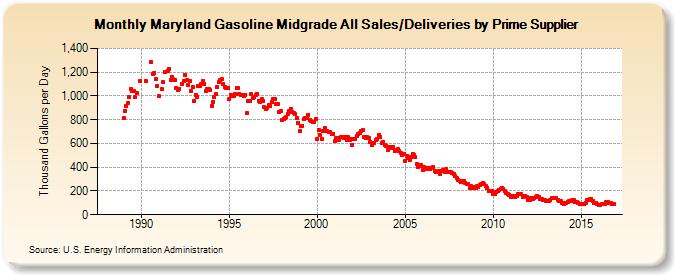 Monthly Maryland Gasoline Midgrade All Sales/Deliveries by Prime Supplier
Thousand Gallons per Day
1,400
1,200
1,000
800
600
400
200
0
1990 1995 2000 2005 2010 2015
Source: U.S. Energy Information Administration